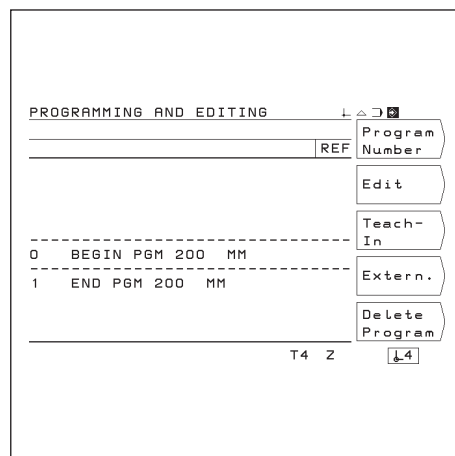 PROGRAMMING AND EDITING
REF
Program
Number
Edit
Teach-
In
0 BEGIN PGM 200 MM
Extern.
1 END PGM 200 MM
Delete
Program
T4 Z
4